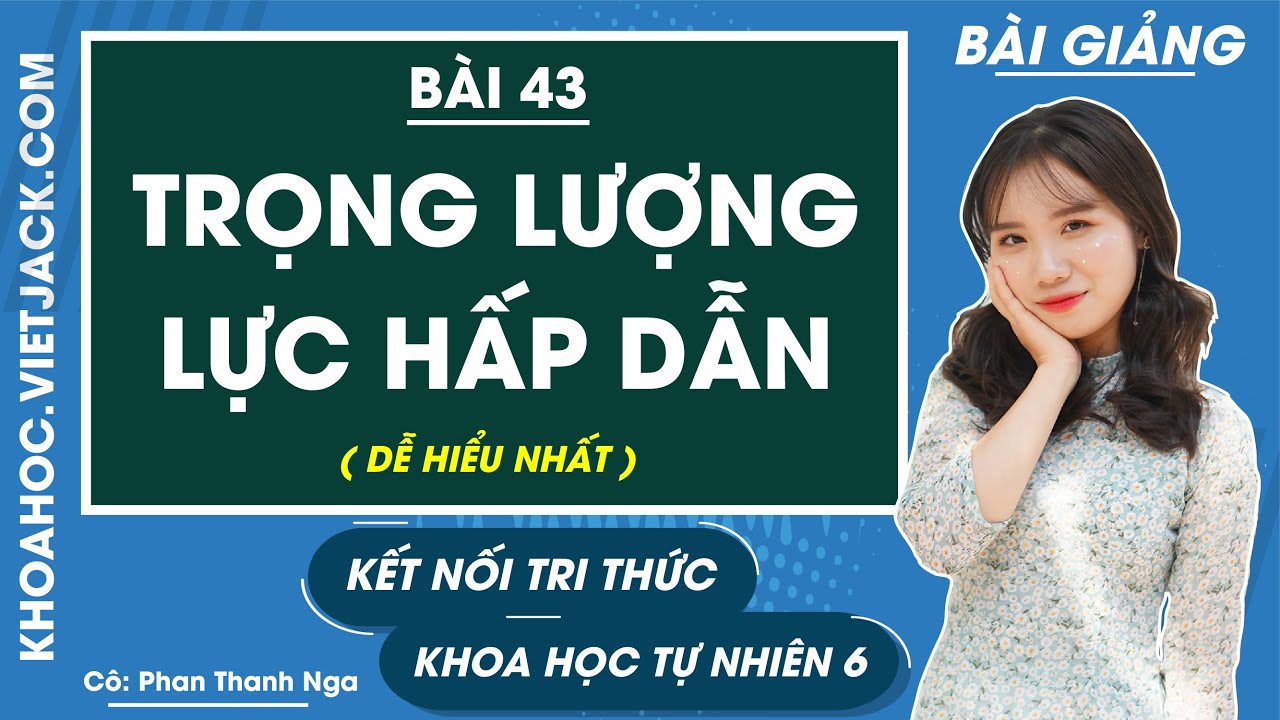 BÀI GIẢNG
BÀI 43
TRỌNG LƯỢNG
LỰC HẤP DẪN
( DỄ HIỂU NHẤT )
KẾT NỐI TRI THỨC
KHOA HỌC TỰ NHIÊN 6
Cô: Phan Thanh Nga
KHOAHOC.VIETJACK.COM